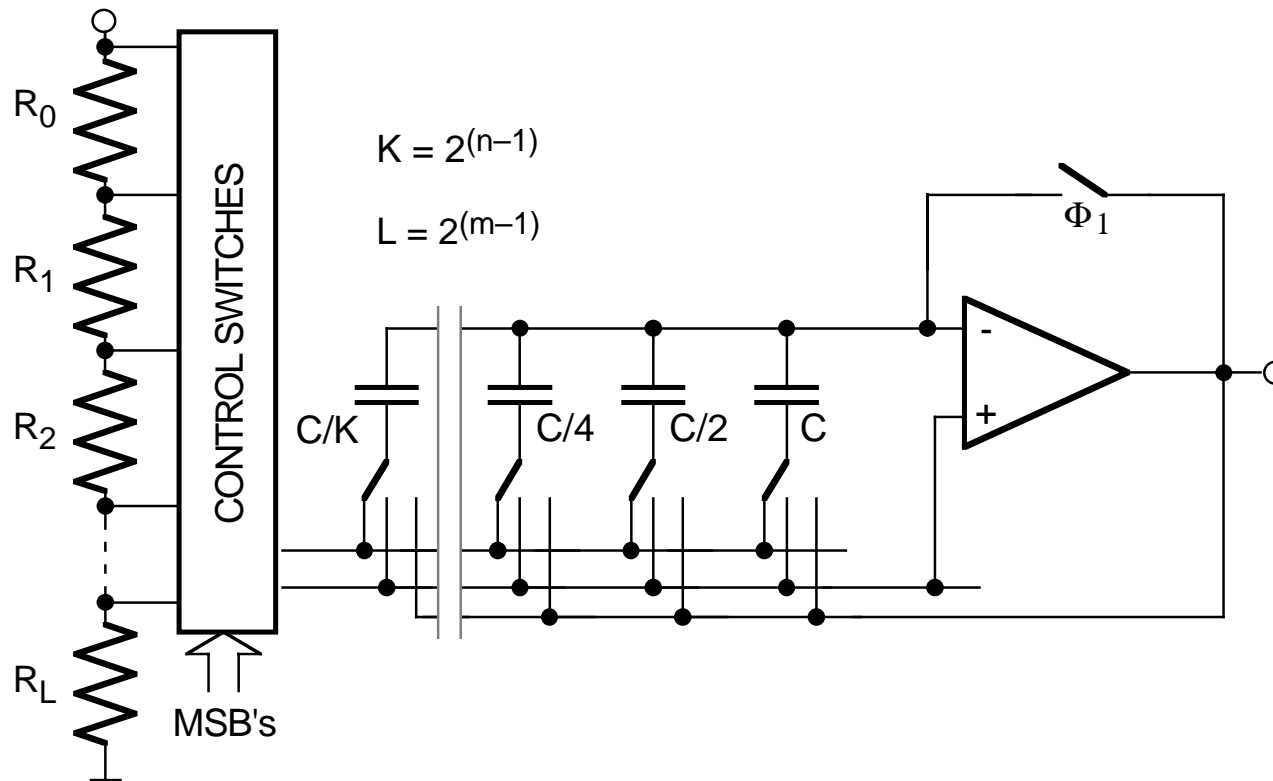 R0
R1
R2
RL
CONTROL SWITCHES
MSB's
K = 2^(n–1)
L = 2^(m–1)
C/K
C/4
C/2
C
Φ1
-
+